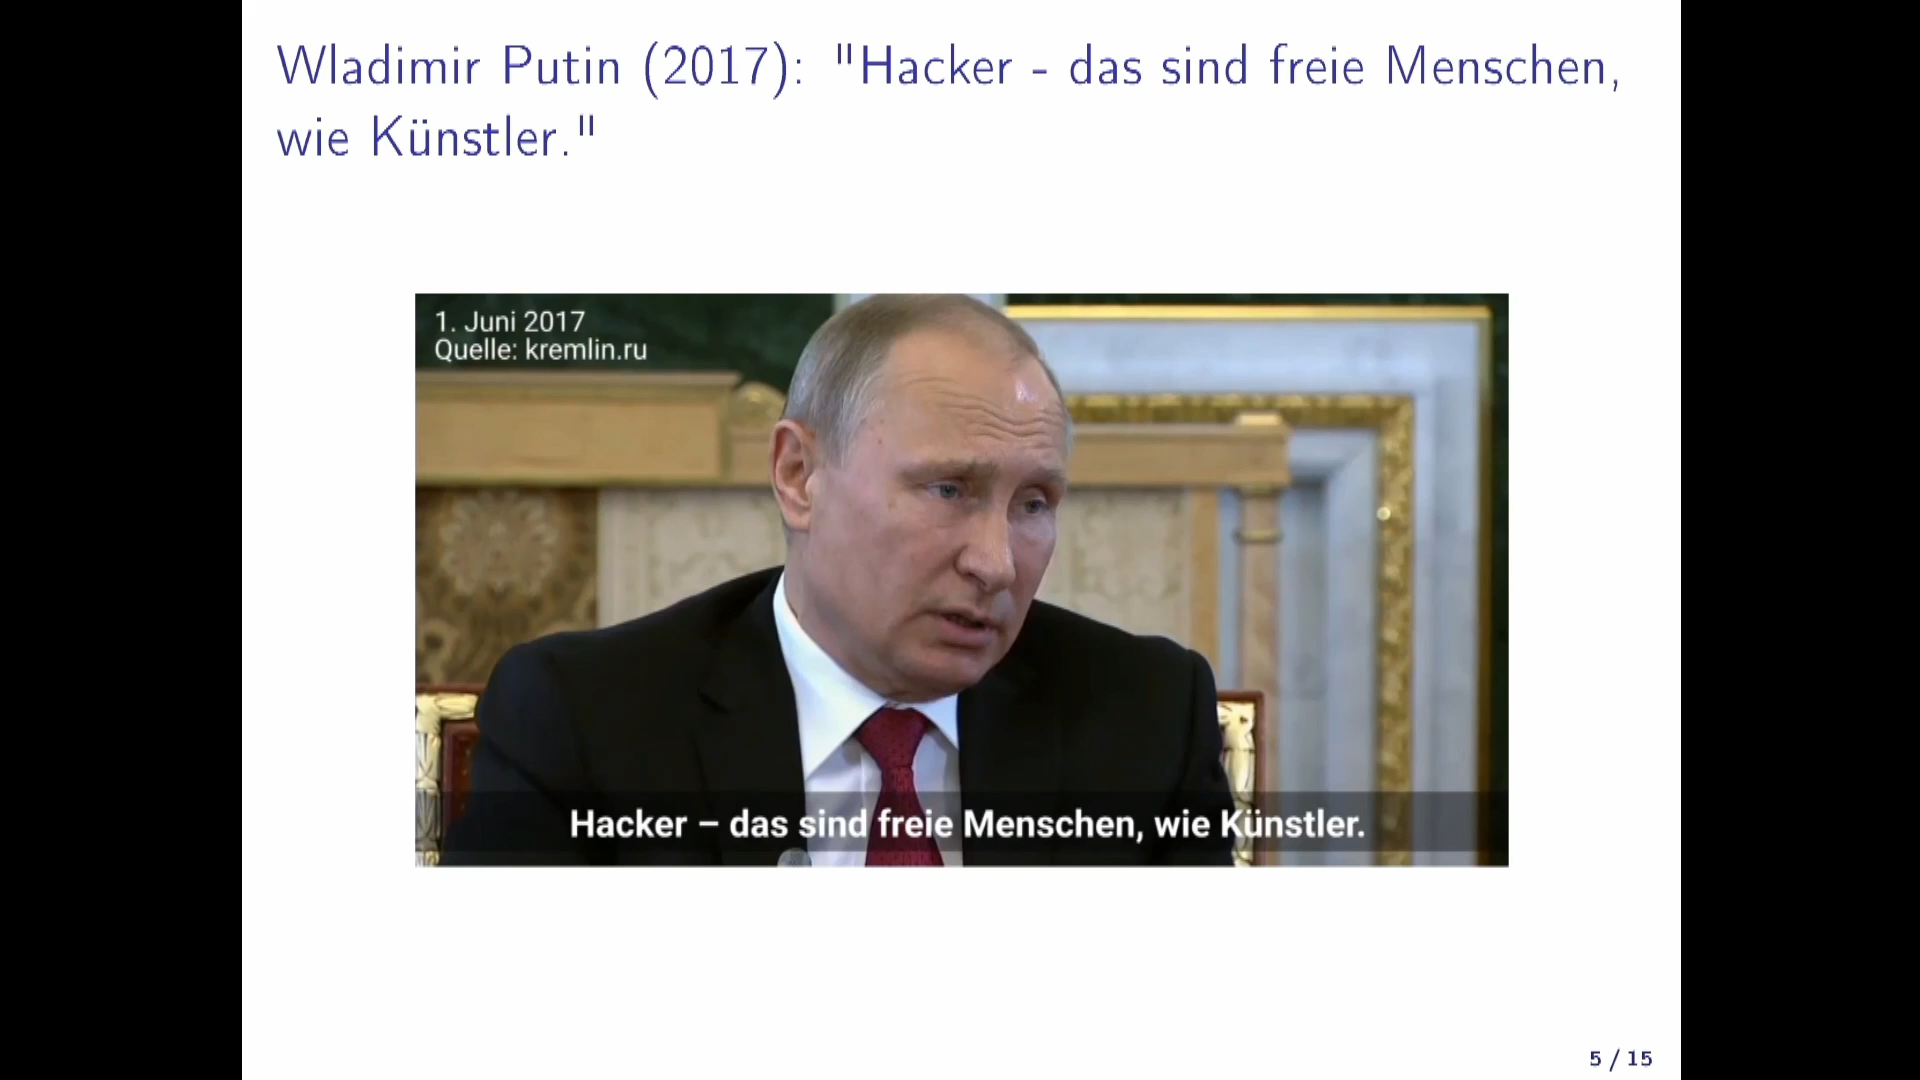 Wladimir Putin (2017): "Hacker - das sind freie Menschen,
wie Künstler."
1. Juni 2017
Quelle: kremlin.ru
Hacker – das sind freie Menschen, wie Künstler.
5 / 15